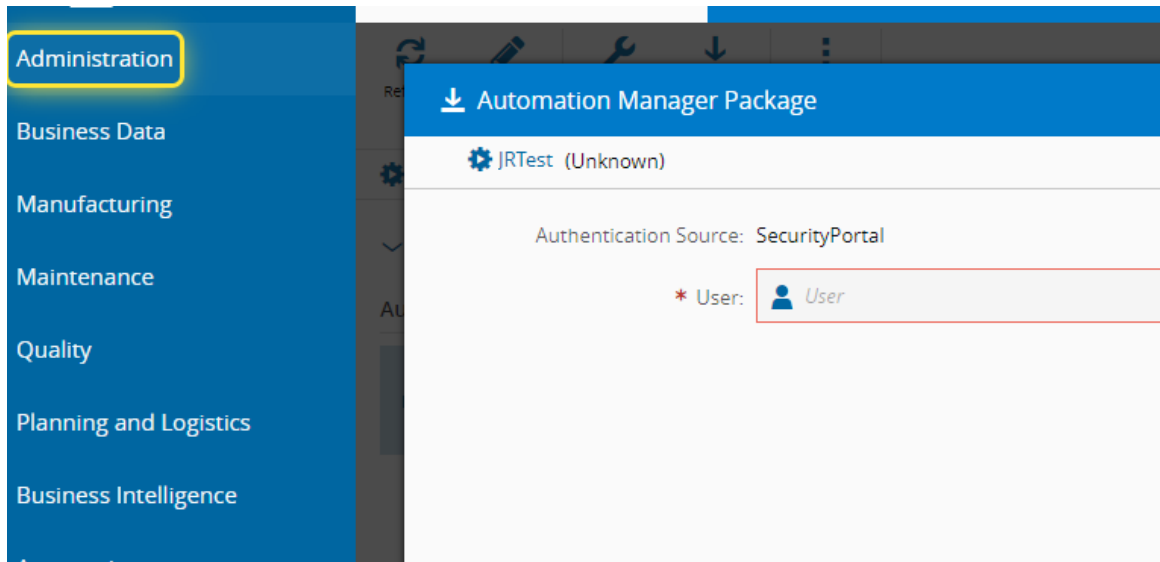 Administration
Business Data
Manufacturing
Maintenance
Quality
Planning and Logistics
Business Intelligence
Automation Manager Package
JRTest (Unknown)
Authentication Source: SecurityPortal
* User: User